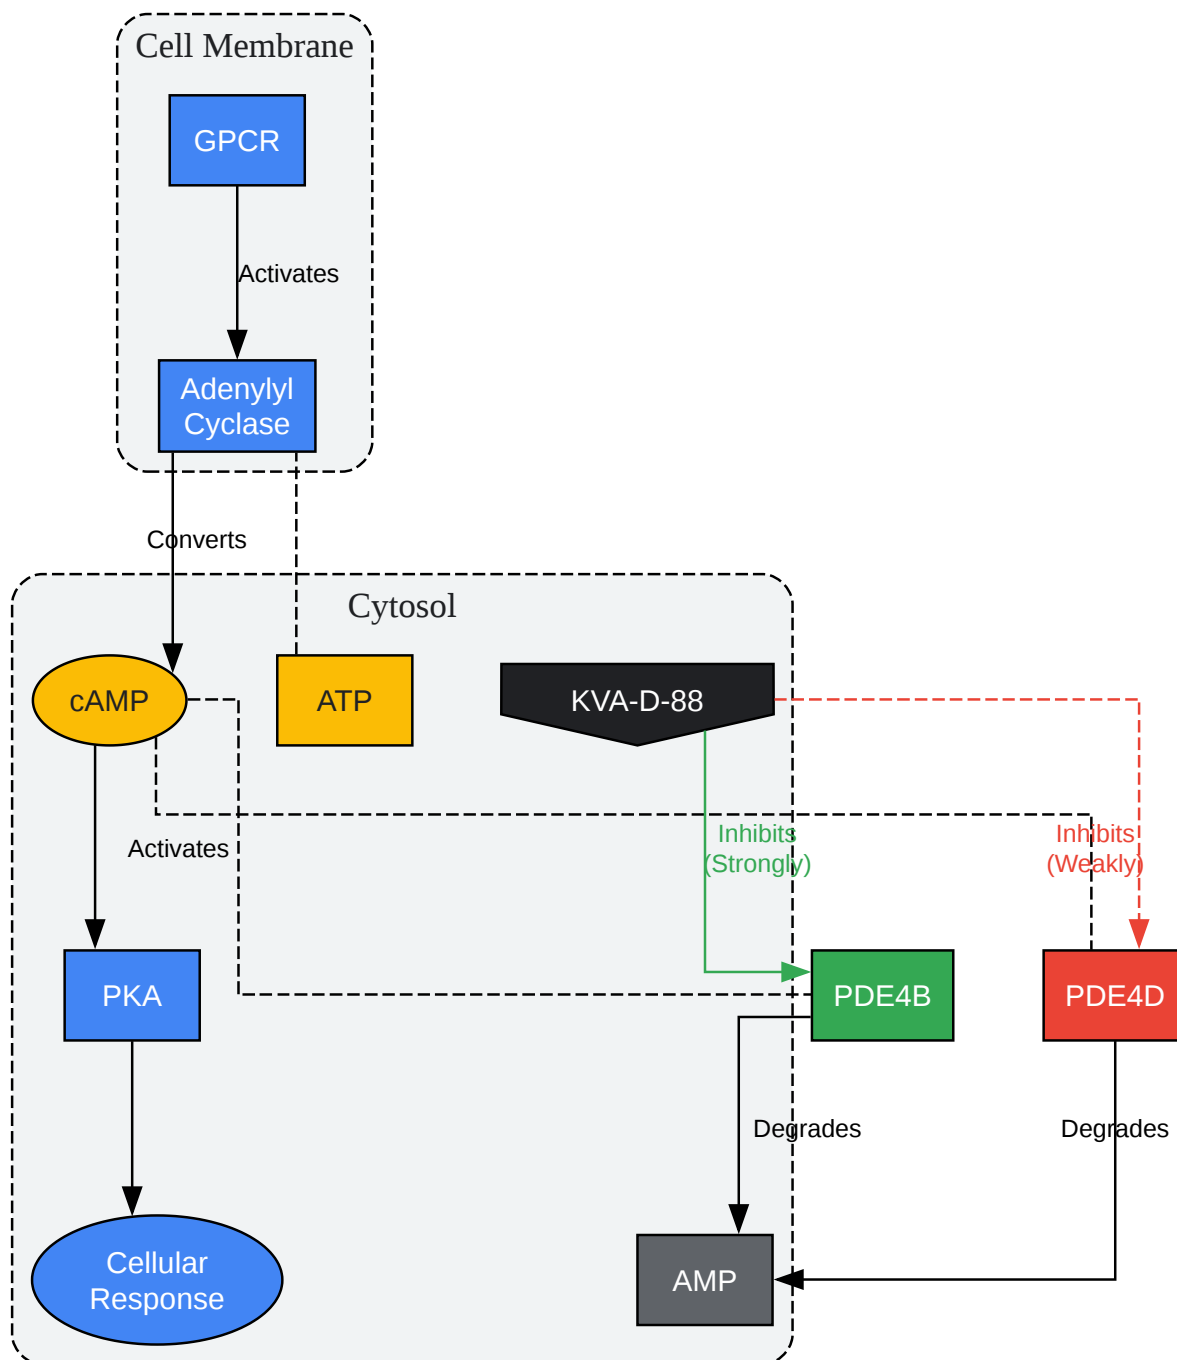 Cell Membrane
GPCR
Activates
Adenylyl
Cyclase
Converts
Cytosol
cAMP
ATP
KVA-D-88
Activates
Inhibits
(Strongly)
Inhibits
(Weakly)
PKA
PDE4B
PDE4D
Degrades
Degrades
Cellular
Response
AMP